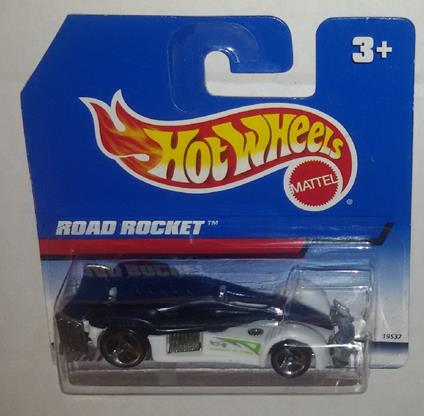 3+
Hot Wheels
MATTEL
®
ROAD ROCKET™
19537